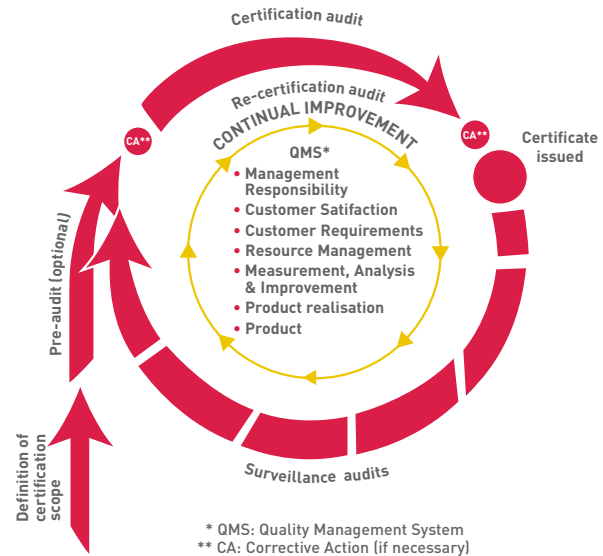 Certification audit
Re-certification audit
CONTINUAL IMPROVEMENT
CA**
CA**
Certificate
issued
QMS*
• Management
Responsibility
• Customer Satifaction
• Customer Requirements
• Resource Management
• Measurement, Analysis
& Improvement
• Product realisation
• Product
Pre-audit (optional)
Definition of
certification
scope
Surveillance audits
* QMS: Quality Management System
** CA: Corrective Action (if necessary)